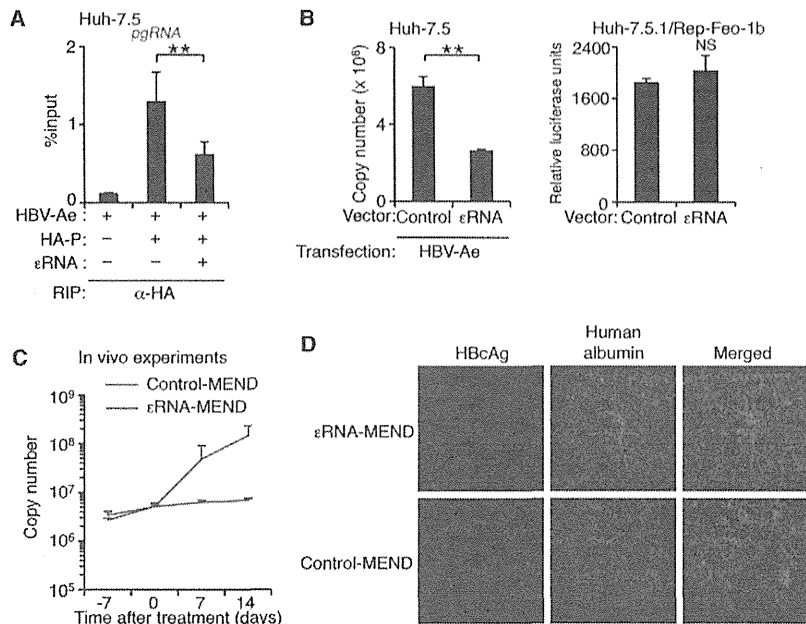 A
Huh-7.5
pgRNA
**
%input
2
1
0
HBV-Ae : + + +
HA-P : − + +
εRNA : − − +
RIP: α-HA
B
Huh-7.5
**
Copy number (x 10⁶)
9
6
3
0
Vector: Control εRNA
Transfection: HBV-Ae
Huh-7.5.1/Rep-Feo-1b
NS
Relative luciferase units
2400
1600
800
0
Vector: Control εRNA
C
In vivo experiments
Control-MEND
εRNA-MEND
Copy number
10⁹
10⁸
10⁷
10⁶
10⁵
-7 0 7 14
Time after treatment (days)
D
HBcAg
Human albumin
Merged
εRNA-MEND
Control-MEND